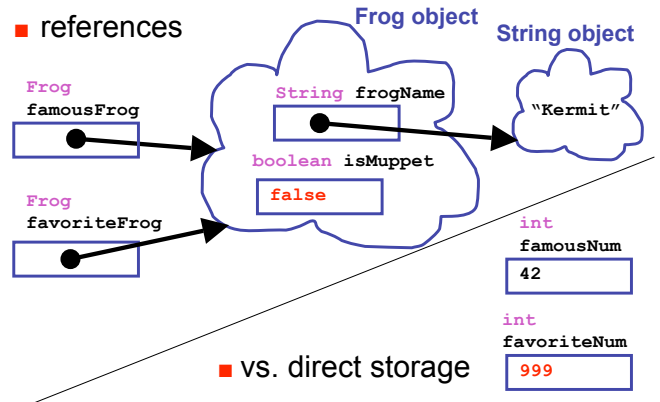 ■ references
Frog object
String object
Frog
famousFrog
String frogName
"Kermit"
boolean isMuppet
false
Frog
favoriteFrog
int
famousNum
42
int
favoriteNum
999
■ vs. direct storage